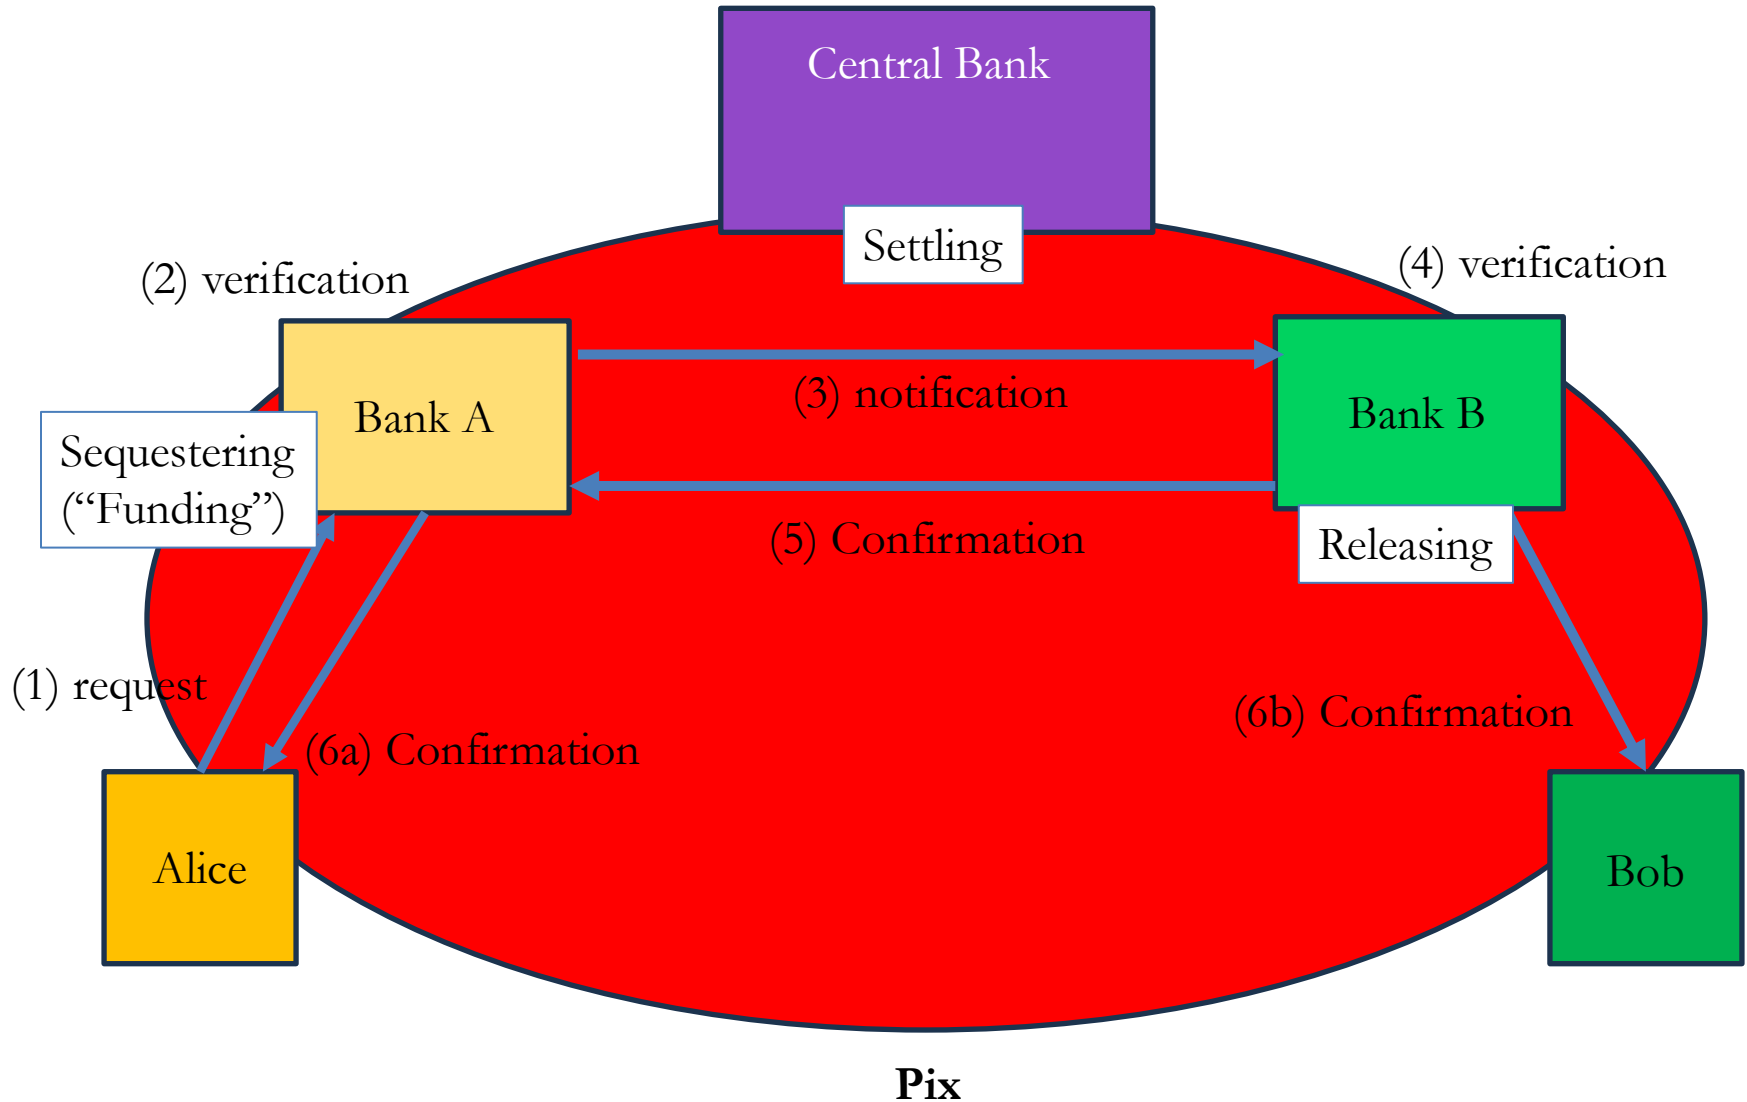 Central Bank
Settling
(2) verification
(4) verification
Bank A
(3) notification
Bank B
Sequestering
(“Funding”)
(5) Confirmation
Releasing
(1) request
(6a) Confirmation
(6b) Confirmation
Alice
Bob
Pix